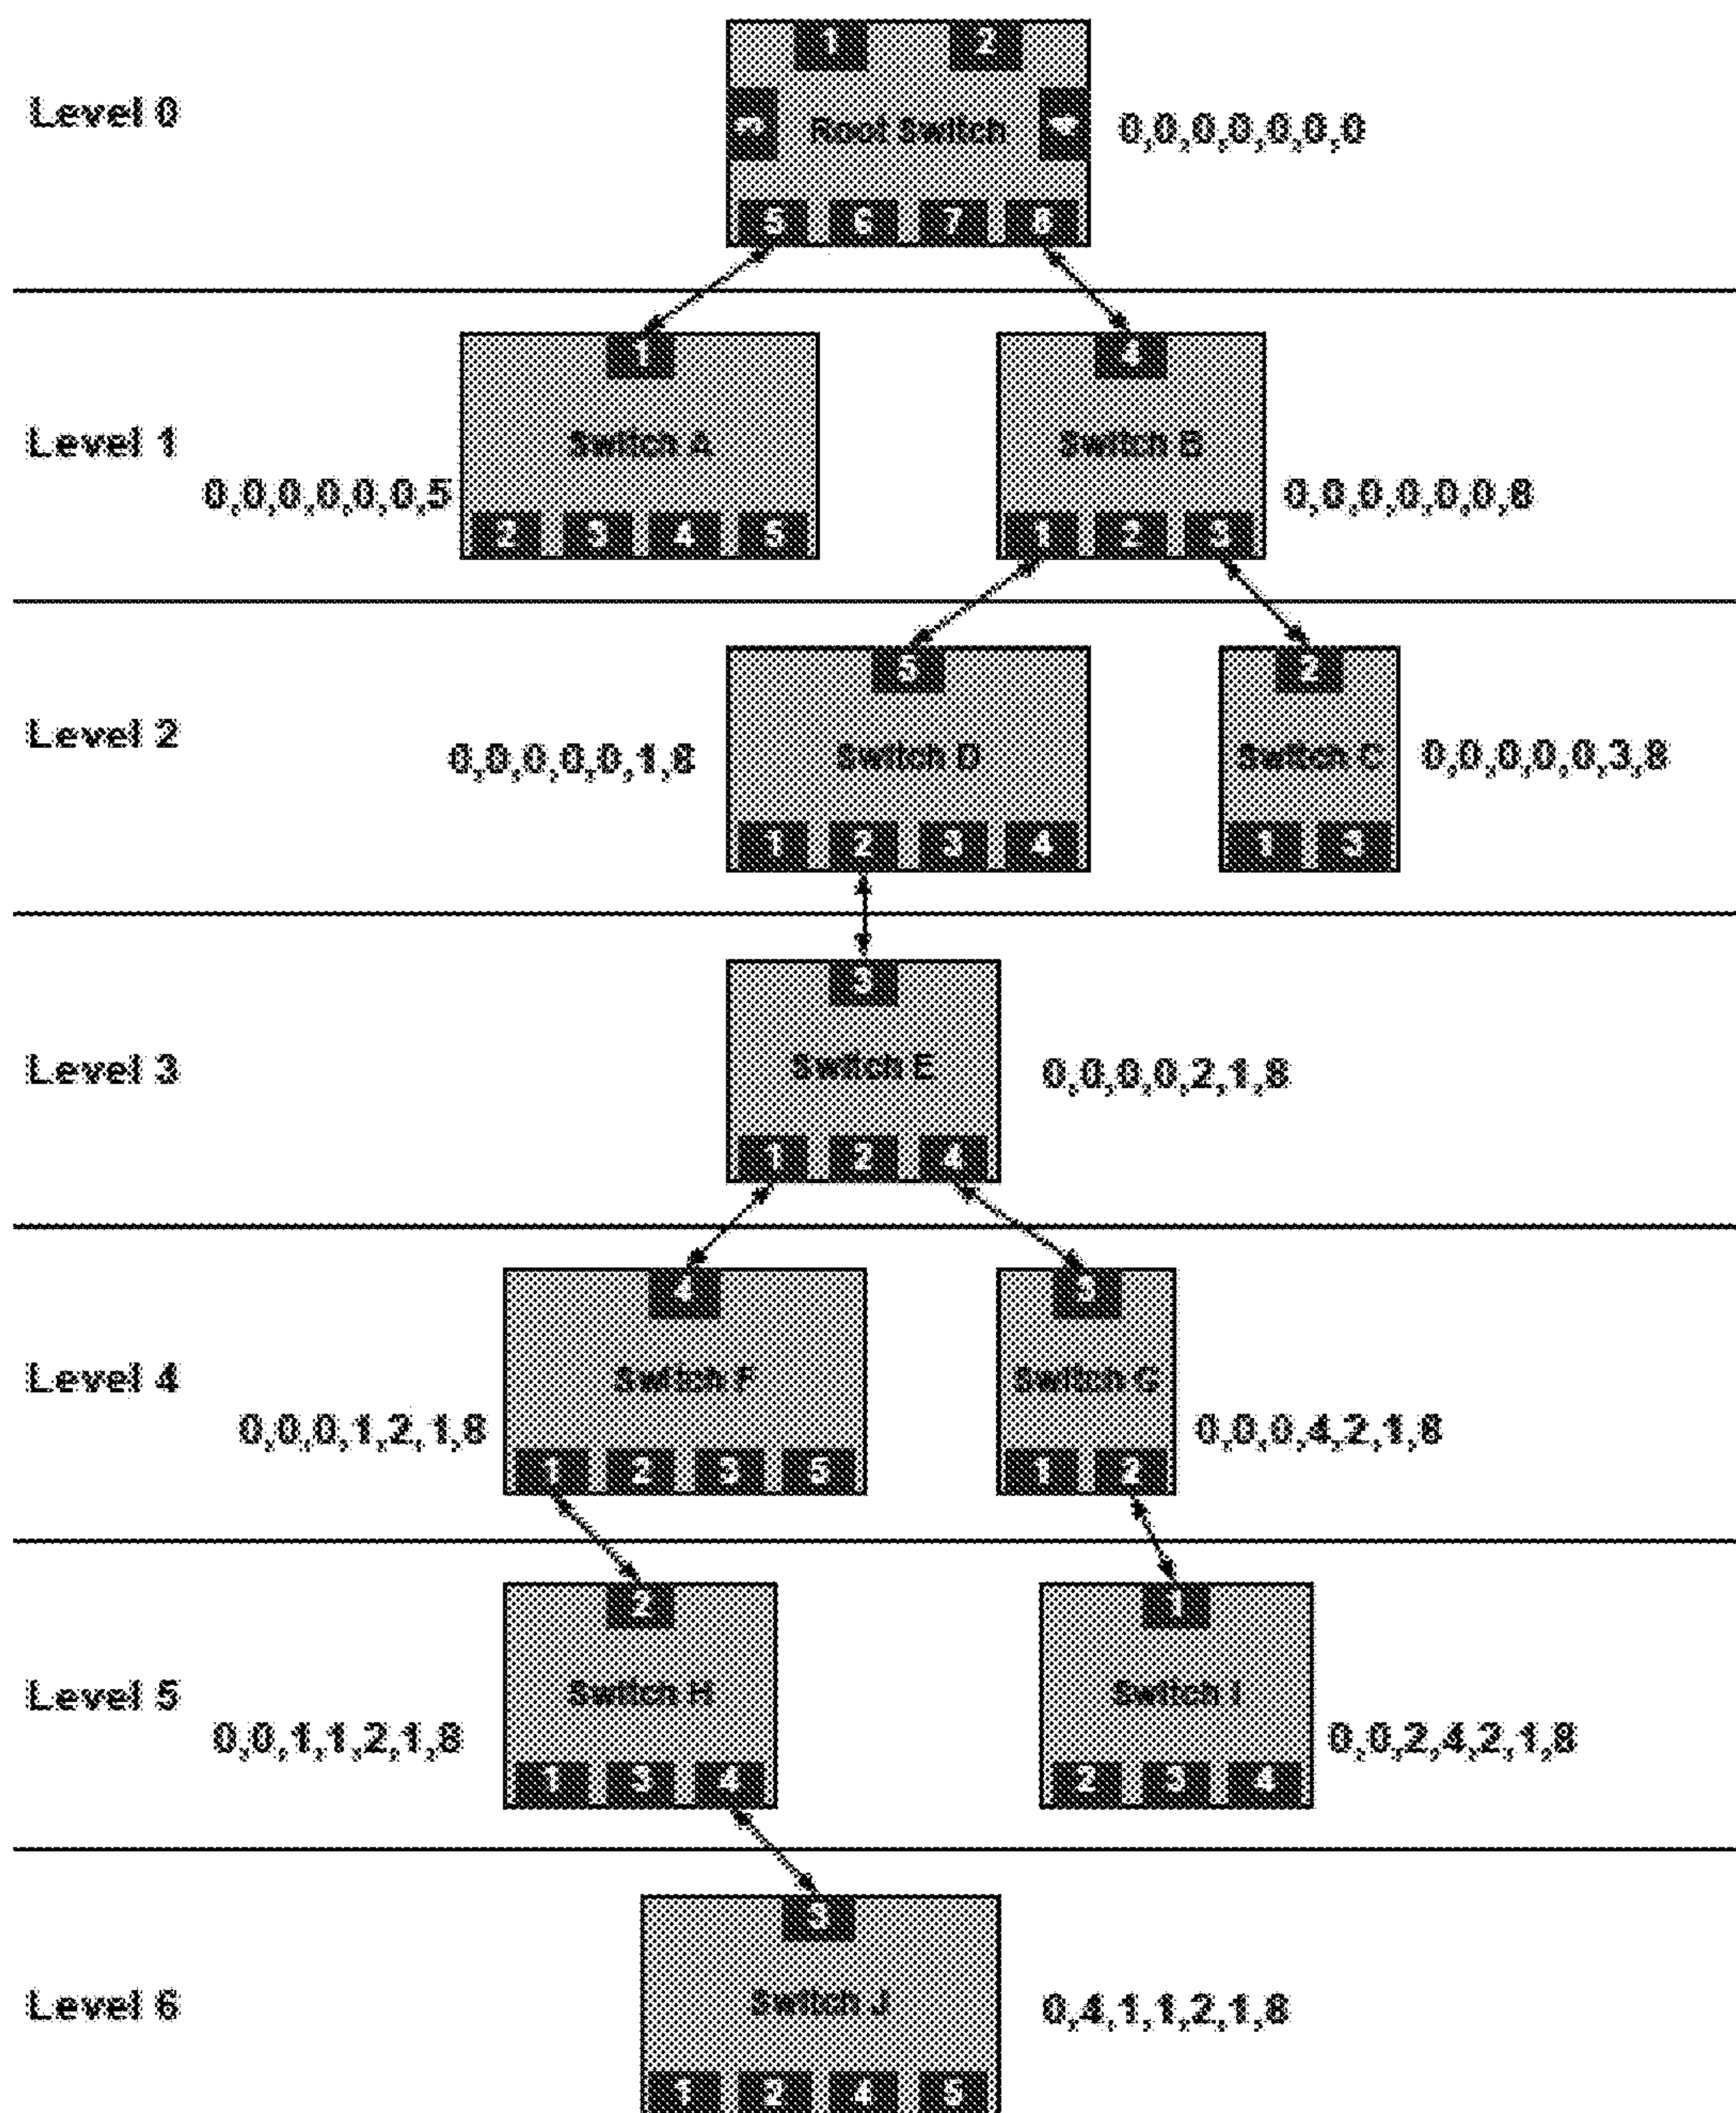 1 2
Level 0
3 Root Switch 4 0,0,0,0,0,0,0
5 6 7 8
1 4
Level 1 Switch A Switch B
0,0,0,0,0,0,5 0,0,0,0,0,0,8
2 3 4 5 1 2 3
5 2
Level 2 0,0,0,0,0,1,8 Switch D Switch C 0,0,0,0,0,3,8
1 2 3 4 1 3
3
Level 3 Switch E 0,0,0,0,2,1,8
1 2 4
4 3
Level 4 Switch F Switch G
0,0,0,1,2,1,8 0,0,0,4,2,1,8
1 2 3 5 1 2
2 1
Level 5 Switch H Switch I
0,0,1,1,2,1,8 0,0,2,4,2,1,8
1 3 4 2 3 4
3
Level 6 Switch J 0,4,1,1,2,1,8
1 2 4 5